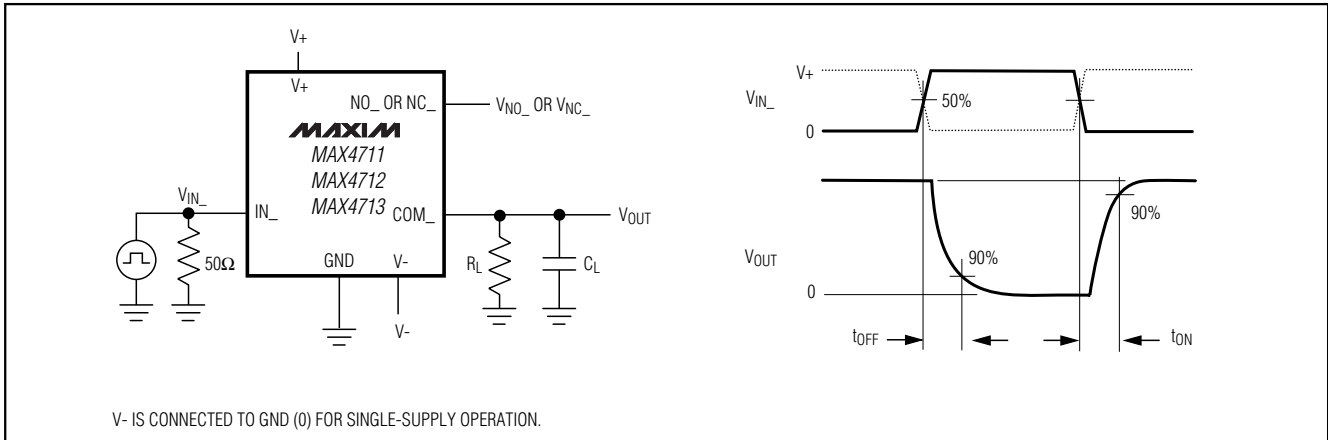 V+
V+
NO_ OR NC_
V_NO_ OR V_NC_
MAXIM
MAX4711
MAX4712
MAX4713
V_IN_
IN_
COM_
V_OUT
50Ω
GND
V-
R_L
C_L
V-
V- IS CONNECTED TO GND (0) FOR SINGLE-SUPPLY OPERATION.
V+
V_IN_
50%
0
90%
V_OUT
90%
0
t_OFF
t_ON